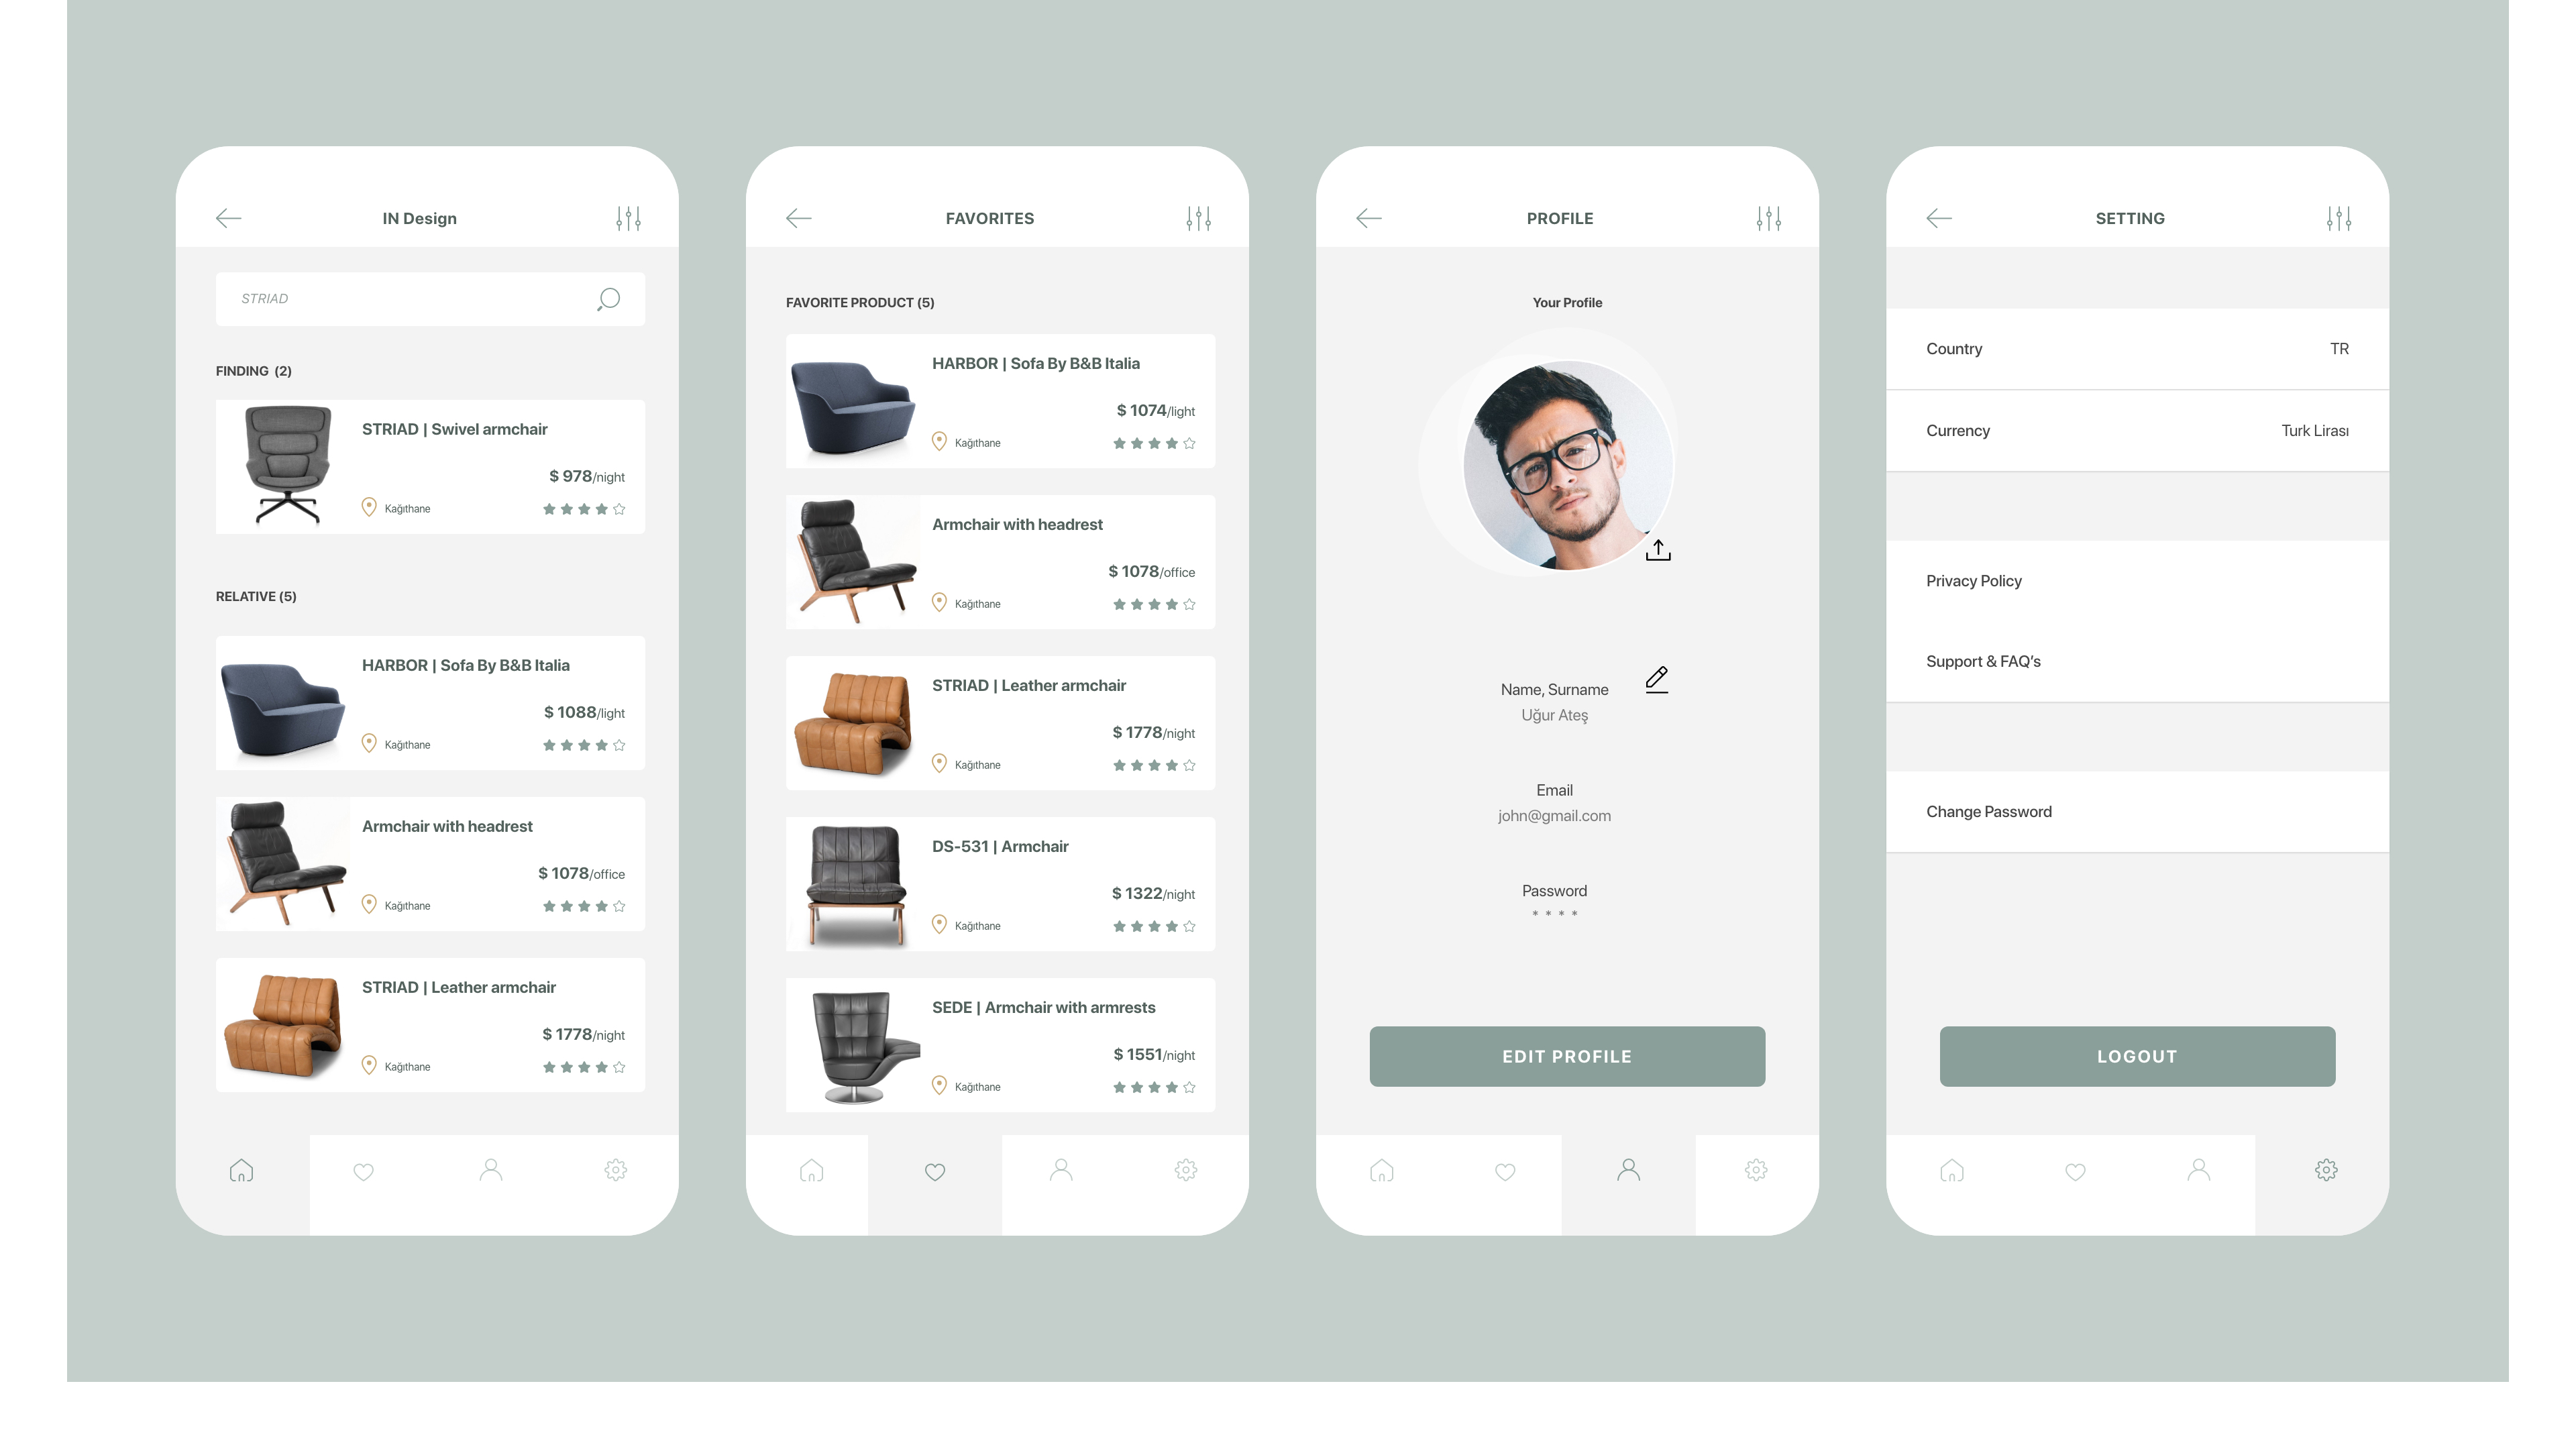 IN Design
STRIAD
FINDING (2)
STRIAD | Swivel armchair
$ 978/night
Kağıthane
RELATIVE (5)
HARBOR | Sofa By B&B Italia
$ 1088/light
Kağıthane
Armchair with headrest
$ 1078/office
Kağıthane
STRIAD | Leather armchair
$ 1778/night
Kağıthane
FAVORITES
FAVORITE PRODUCT (5)
HARBOR | Sofa By B&B Italia
$ 1074/light
Kağıthane
Armchair with headrest
$ 1078/office
Kağıthane
STRIAD | Leather armchair
$ 1778/night
Kağıthane
DS-531 | Armchair
$ 1322/night
Kağıthane
SEDE | Armchair with armrests
$ 1551/night
Kağıthane
PROFILE
Your Profile
Name, Surname
Uğur Ateş
Email
john@gmail.com
Password
* * * *
EDIT PROFILE
SETTING
Country TR
Currency Turk Lirası
Privacy Policy
Support & FAQ's
Change Password
LOGOUT